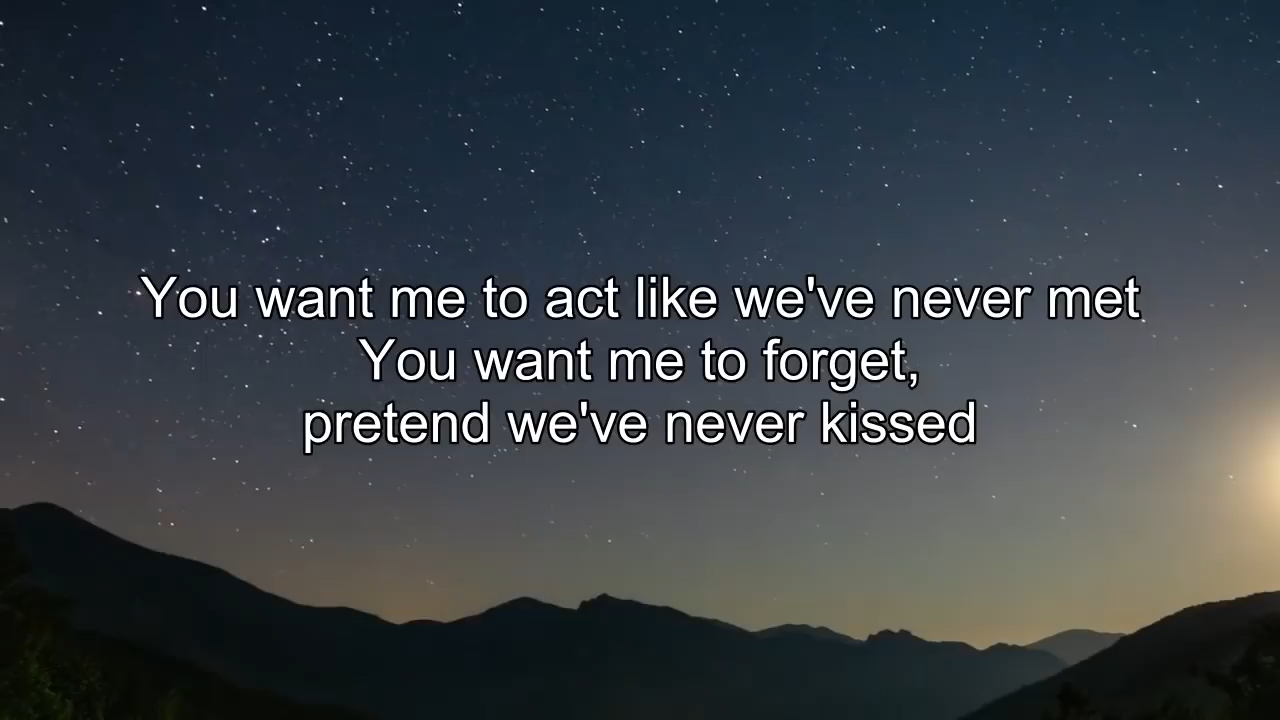 You want me to act like we've never met
You want me to forget,
pretend we've never kissed